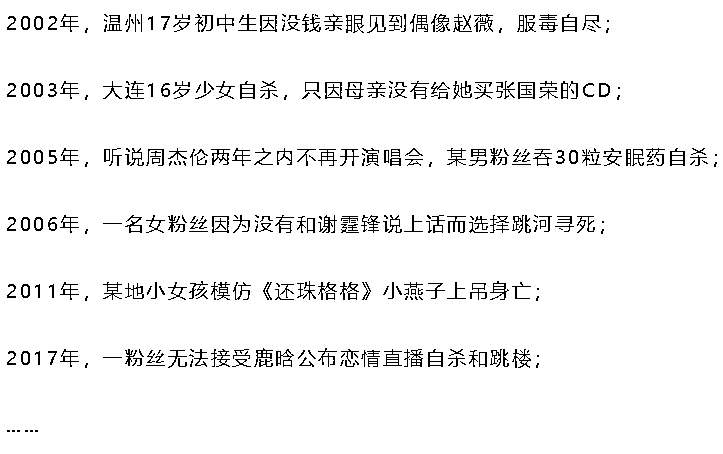 2002年，温州17岁初中生因没钱亲眼见到偶像赵薇，服毒自尽；
2003年，大连16岁少女自杀，只因母亲没有给她买张国荣的CD；
2005年，听说周杰伦两年之内不再开演唱会，某男粉丝吞30粒安眠药自杀；
2006年，一名女粉丝因为没有和谢霆锋说上话而选择跳河寻死；
2011年，某地小女孩模仿《还珠格格》小燕子上吊身亡；
2017年，一粉丝无法接受鹿晗公布恋情直播自杀和跳楼；
……